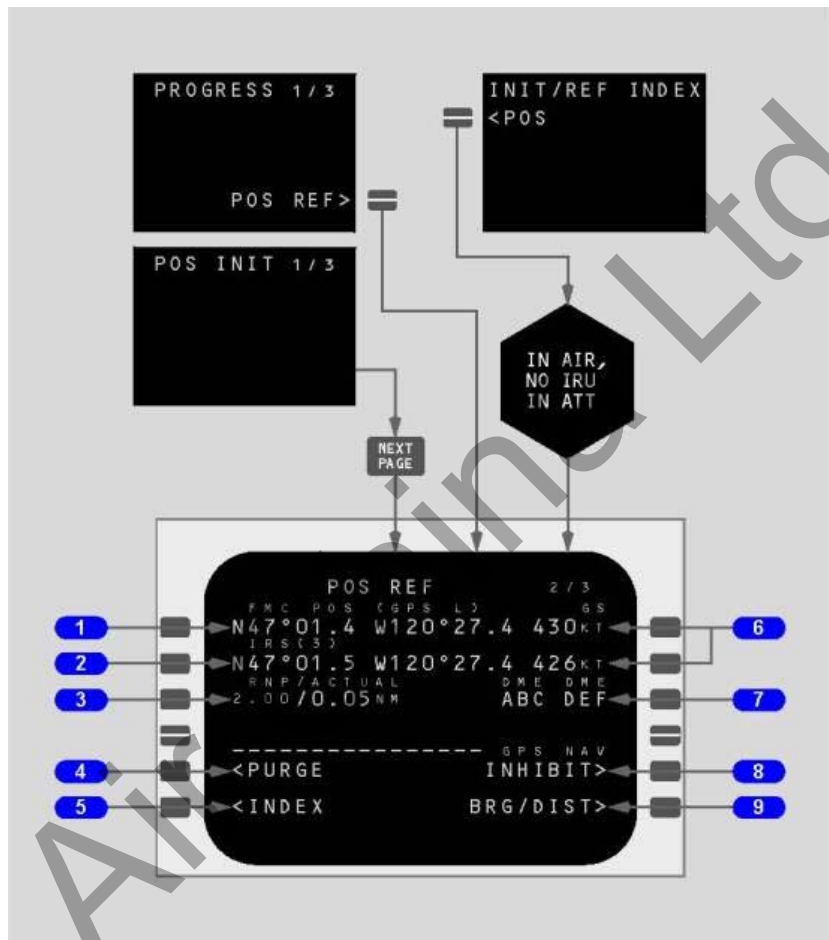 PROGRESS 1/3
POS REF>
INIT/REF INDEX
<POS
POS INIT 1/3
IN AIR,
NO IRU
IN ATT
NEXT
PAGE
POS REF 2/3
FMC POS (GPS L) GS
1 N47°01.4 W120°27.4 430KT 6
IRS(3)
2 N47°01.5 W120°27.4 426KT
RNP/ACTUAL DME DME
3 2.00/0.05NM ABC DEF 7
---------------- GPS NAV
4 <PURGE INHIBIT> 8
5 <INDEX BRG/DIST> 9
Air China Ltd